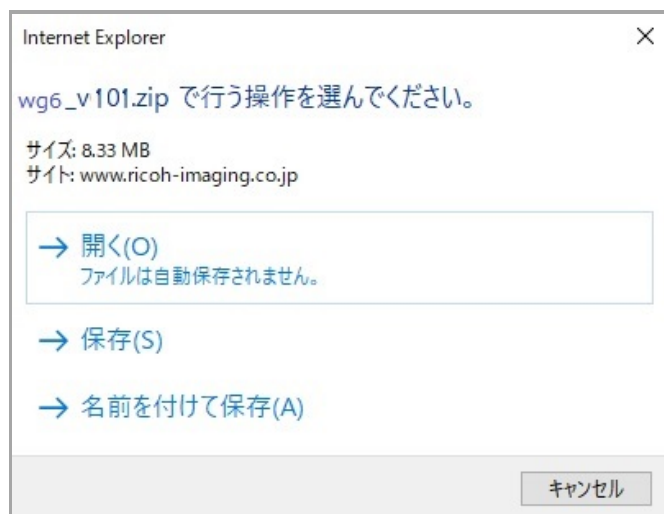 Internet Explorer
wg6_v101.zip で行う操作を選んでください。
サイズ: 8.33 MB
サイト: www.ricoh-imaging.co.jp
→ 開く(O)
ファイルは自動保存されません。
→ 保存(S)
→ 名前を付けて保存(A)
キャンセル